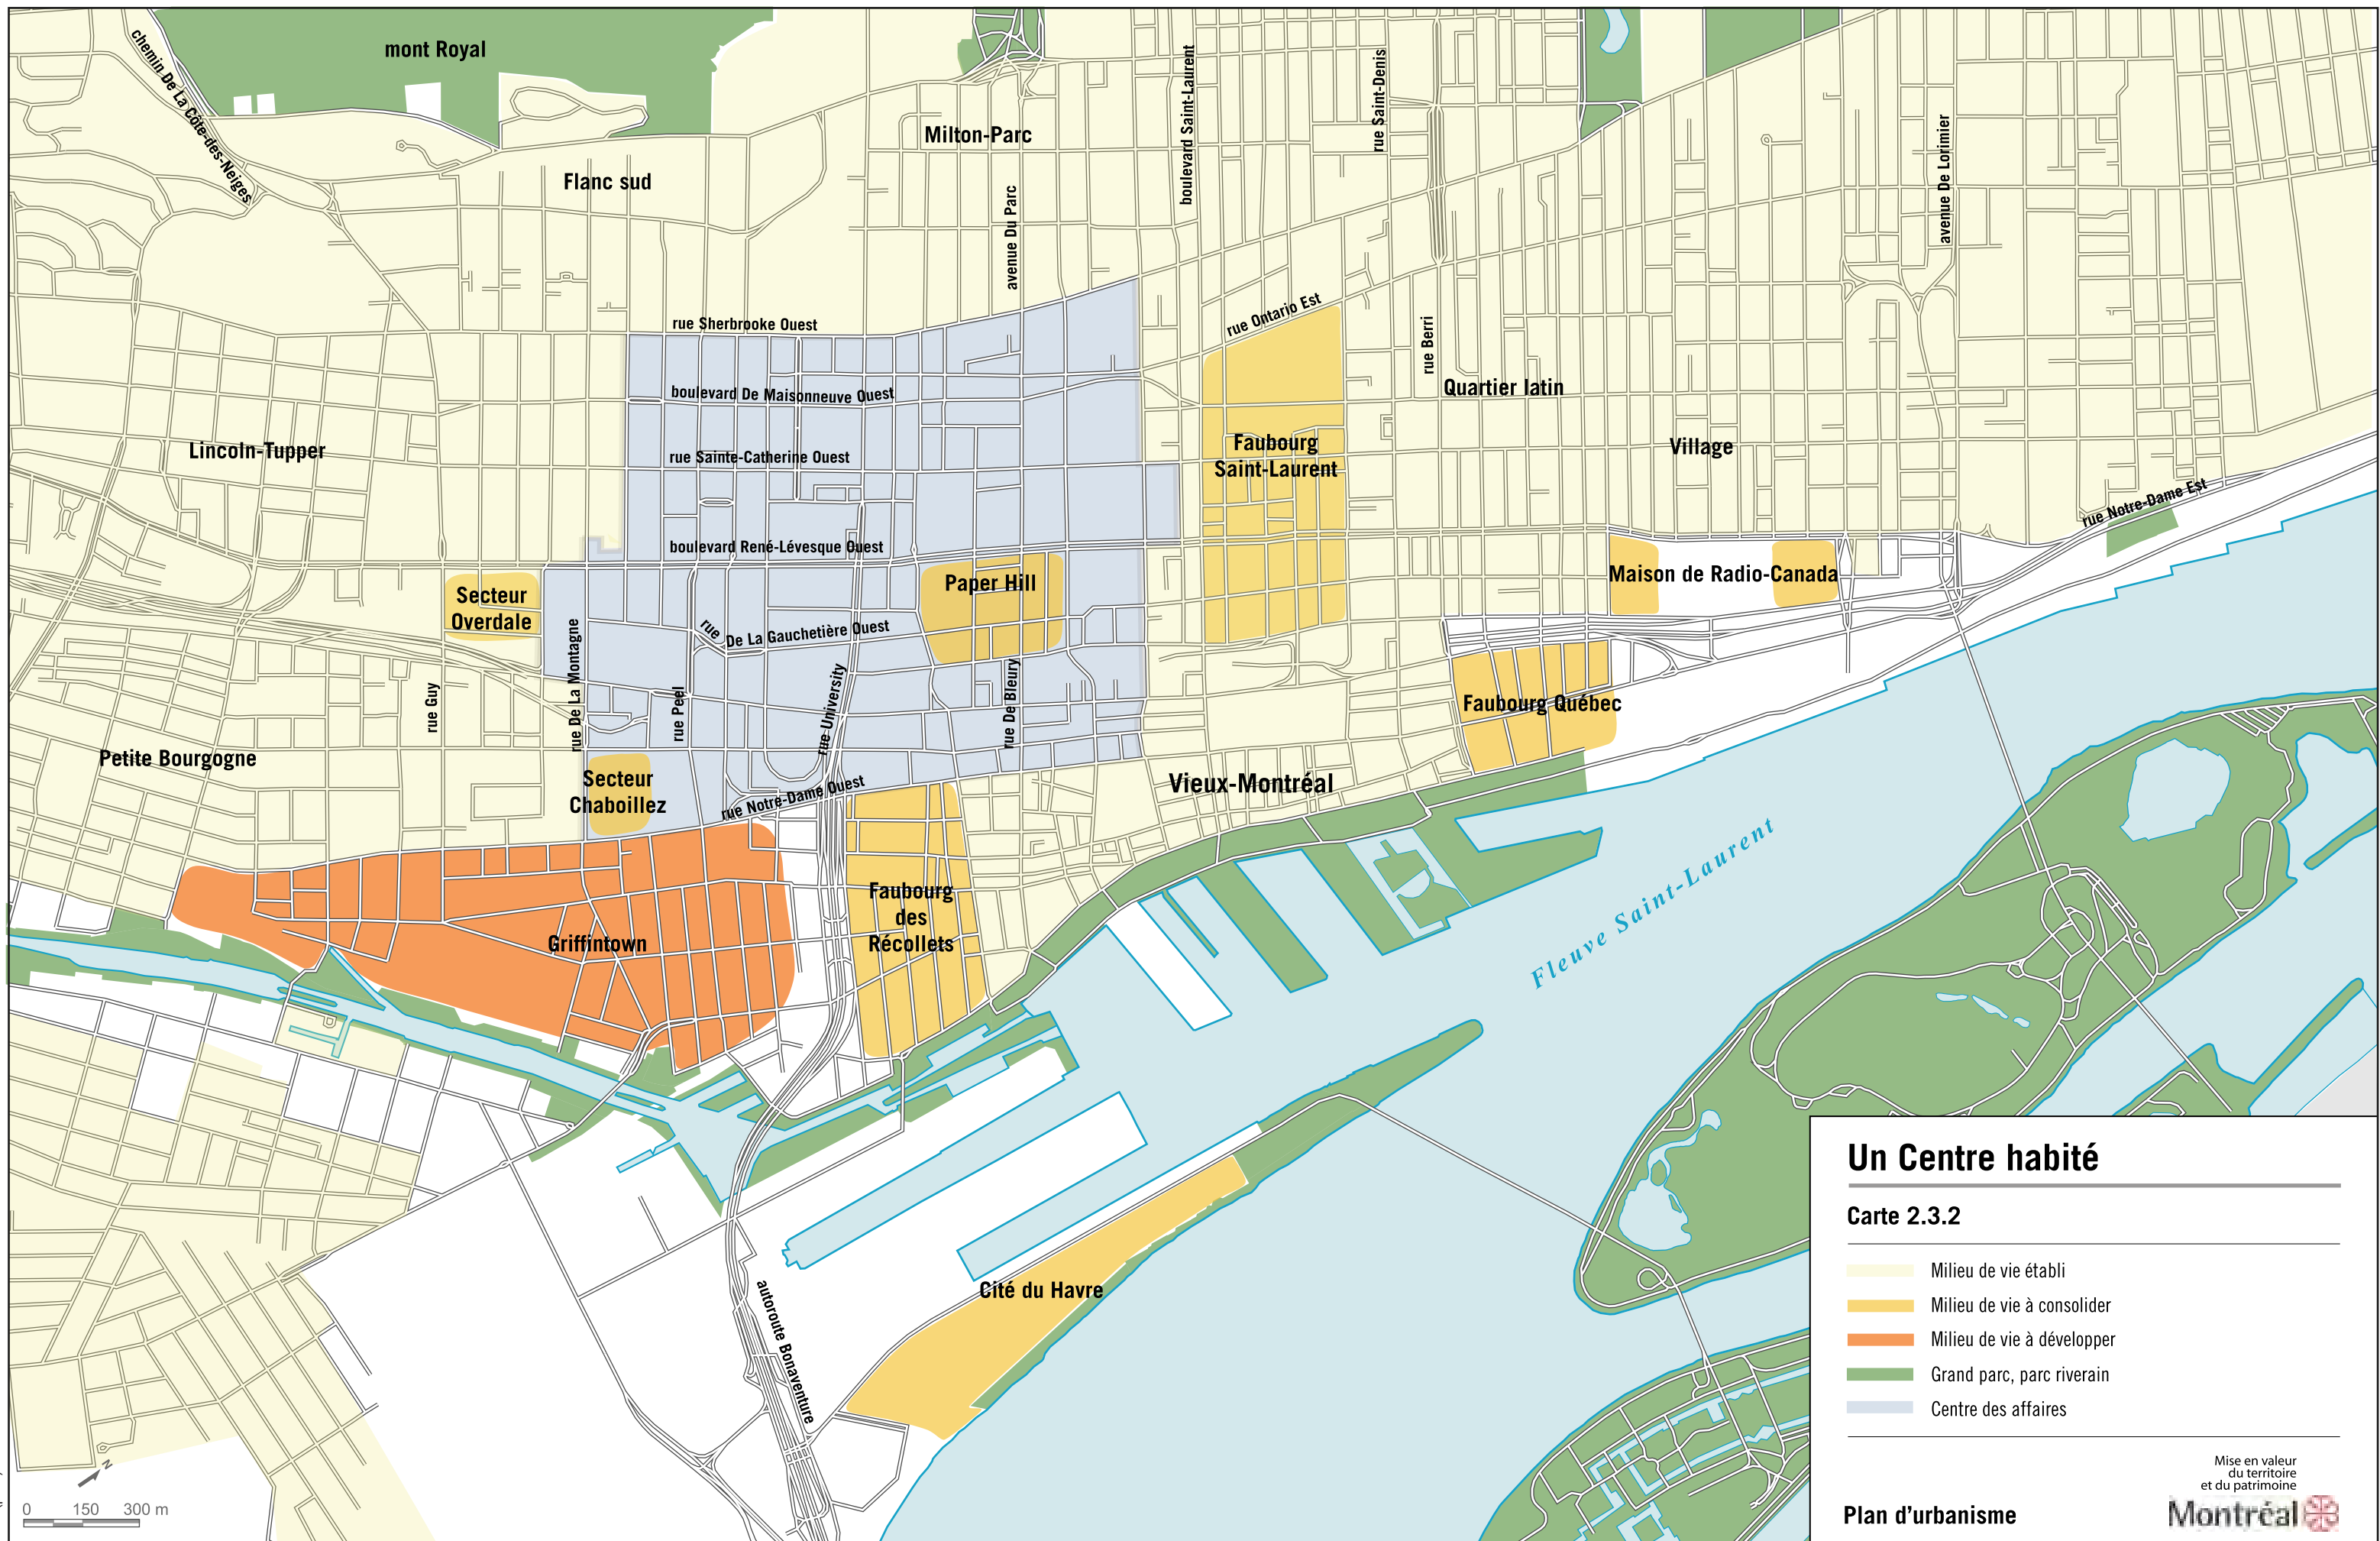 mont Royal
chemin De La Côte-des-Neiges
Milton-Parc
boulevard Saint-Laurent
rue Saint-Denis
avenue De Lorimier
Flanc sud
avenue Du Parc
rue Sherbrooke Ouest
rue Ontario Est
rue Berri
boulevard De Maisonneuve Ouest
Quartier latin
Lincoln-Tupper
rue Sainte-Catherine Ouest
Faubourg
Saint-Laurent
Village
rue Notre-Dame Est
boulevard René-Lévesque Ouest
Secteur
Overdale
Paper Hill
Maison de Radio-Canada
rue De La Gauchetière Ouest
rue De La Montagne
rue Guy
rue Peel
rue University
rue De Bleury
Faubourg Québec
Petite Bourgogne
Secteur
Chaboillez
rue Notre-Dame Ouest
Vieux-Montréal
Fleuve Saint-Laurent
Griffintown
Faubourg
des
Récollets
Cité du Havre
autoroute Bonaventure
N
0 150 300 m
Un Centre habité
Carte 2.3.2
Milieu de vie établi
Milieu de vie à consolider
Milieu de vie à développer
Grand parc, parc riverain
Centre des affaires
Mise en valeur
du territoire
et du patrimoine
Plan d'urbanisme
Montréal